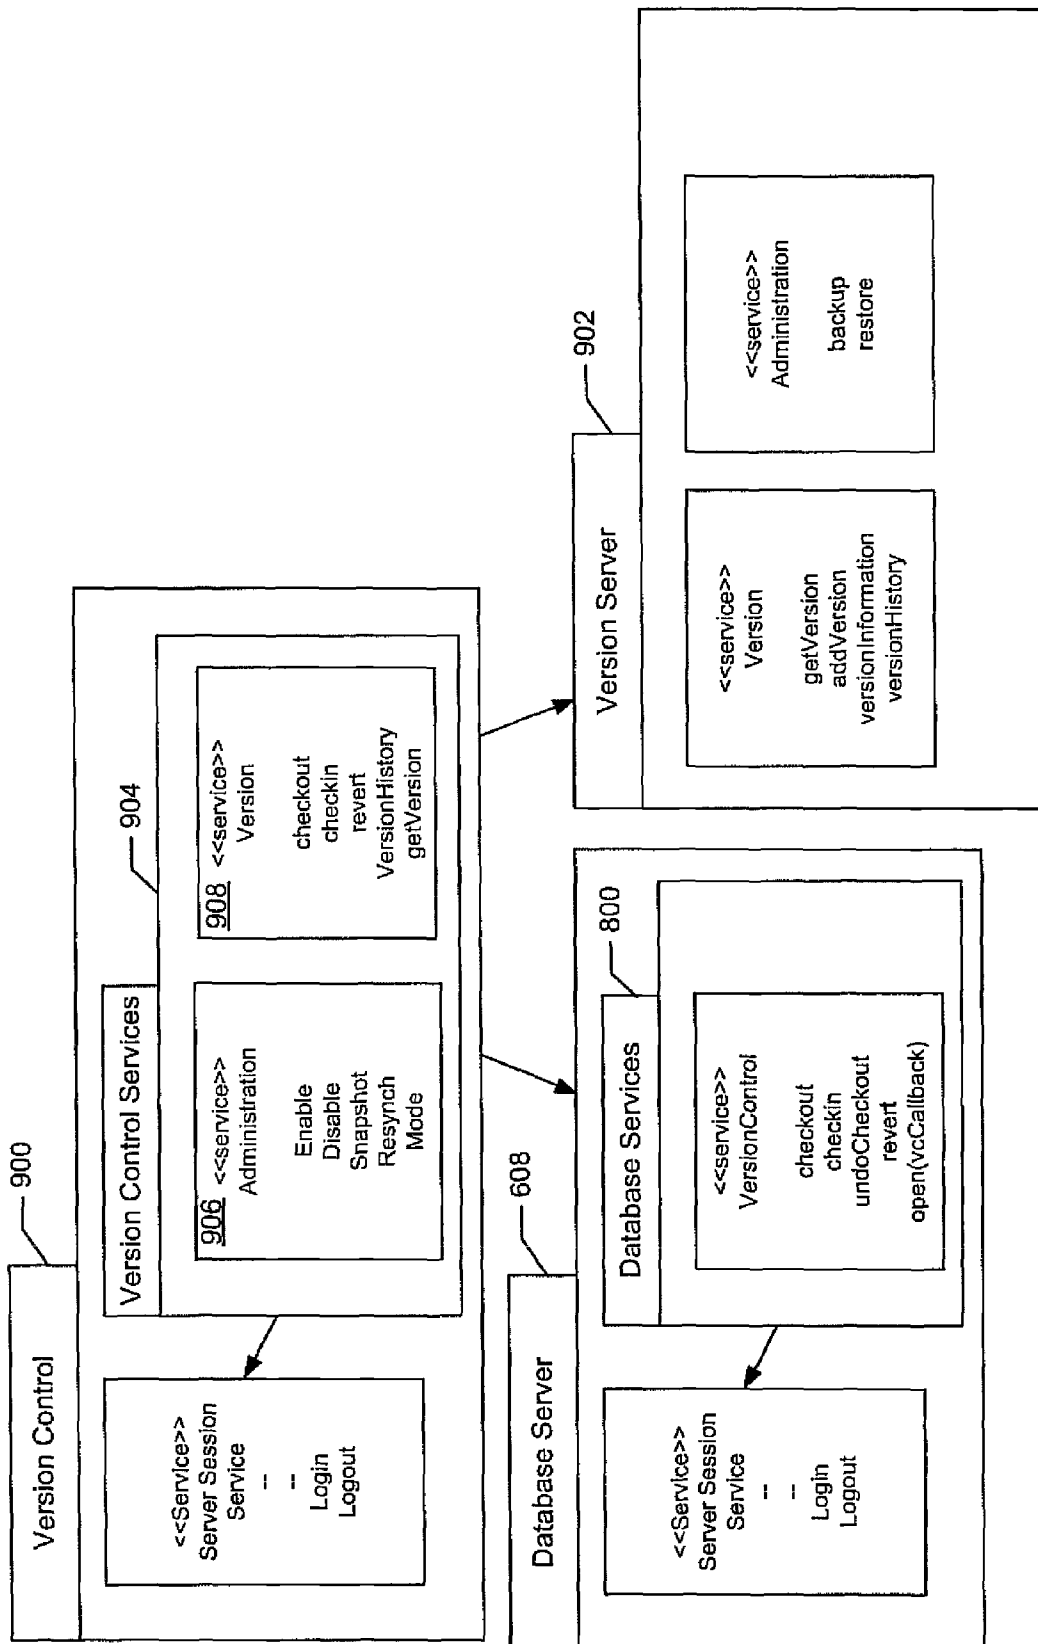 Version Control
900
<<Service>>
Server Session
Service
--
--
Login
Logout
Version Control Services
904
906 <<service>>
Administration
Enable
Disable
Snapshot
Resynch
Mode
908 <<service>>
Version
checkout
checkin
revert
VersionHistory
getVersion
Database Server
608
<<Service>>
Server Session
Service
--
--
Login
Logout
Database Services
800
<<service>>
VersionControl
checkout
checkin
undoCheckout
revert
open(vcCallback)
Version Server
902
<<service>>
Version
getVersion
addVersion
versionInformation
versionHistory
<<service>>
Administration
backup
restore